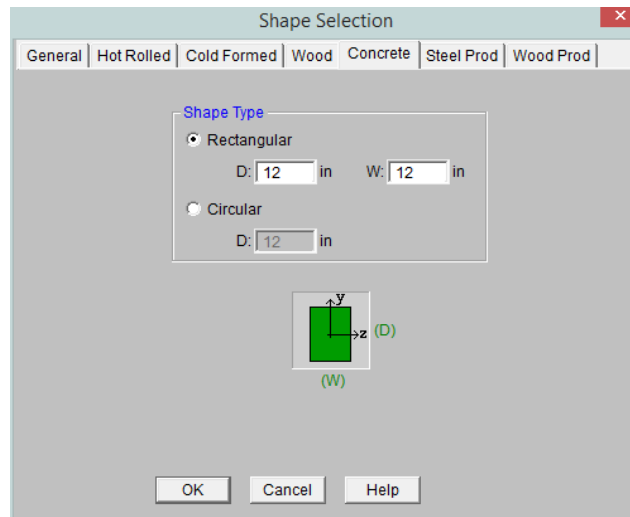 Shape Selection
General Hot Rolled Cold Formed Wood Concrete Steel Prod Wood Prod
Shape Type
Rectangular
D: 12 in W: 12 in
Circular
D: 12 in
y
z (D)
(W)
OK Cancel Help